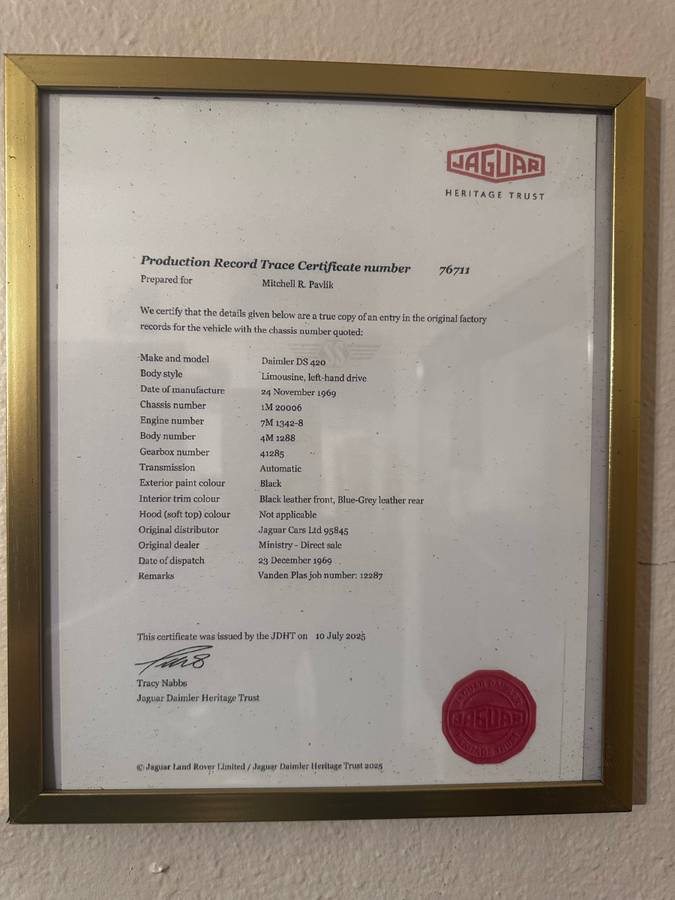 JAGUAR
HERITAGE TRUST
Production Record Trace Certificate number 76711
Prepared for Mitchell R. Pavlik
We certify that the details given below are a true copy of an entry in the original factory
records for the vehicle with the chassis number quoted:
Make and model Daimler DS 420
Body style Limousine, left-hand drive
Date of manufacture 24 November 1969
Chassis number 1M 20006
Engine number 7M 1342-8
Body number 4M 1288
Gearbox number 41285
Transmission Automatic
Exterior paint colour Black
Interior trim colour Black leather front, Blue-Grey leather rear
Hood (soft top) colour Not applicable
Original distributor Jaguar Cars Ltd 95845
Original dealer Ministry - Direct sale
Date of dispatch 23 December 1969
Remarks Vanden Plas job number: 12287
This certificate was issued by the JDHT on 10 July 2025
Tracy Nabbs
Jaguar Daimler Heritage Trust
JAGUAR DAIMLER
JAGUAR
HERITAGE TRUST
© Jaguar Land Rover Limited / Jaguar Daimler Heritage Trust 2025